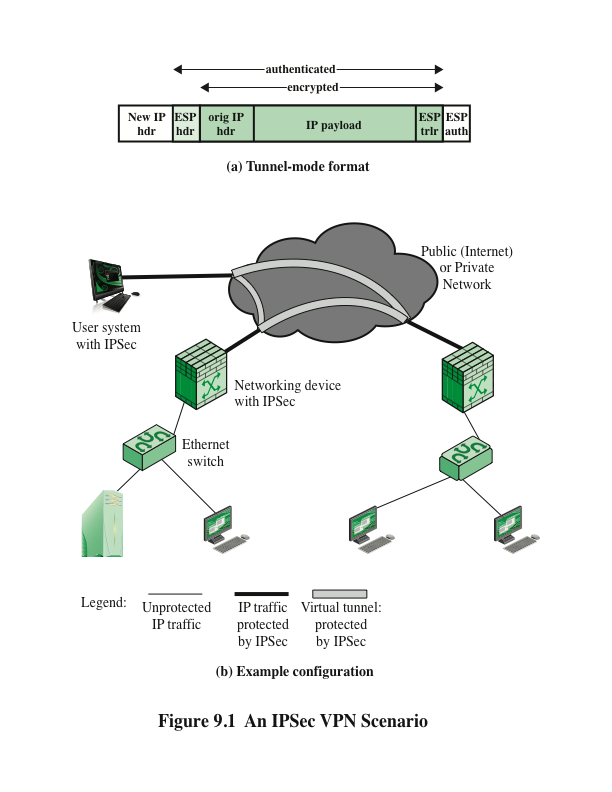 authenticated
encrypted
New IP
hdr
ESP
hdr
orig IP
hdr
IP payload
ESP
trlr
ESP
auth
(a) Tunnel-mode format
Public (Internet)
or Private
Network
User system
with IPSec
Networking device
with IPSec
Ethernet
switch
Legend:
Unprotected
IP traffic
IP traffic
protected
by IPSec
Virtual tunnel:
protected
by IPSec
(b) Example configuration
Figure 9.1 An IPSec VPN Scenario